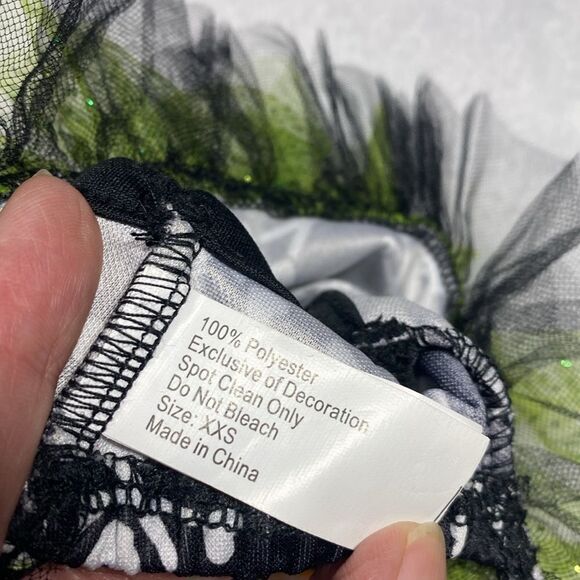 100% Polyester
Exclusive of Decoration
Spot Clean Only
Do Not Bleach
Size: XXS
Made in China